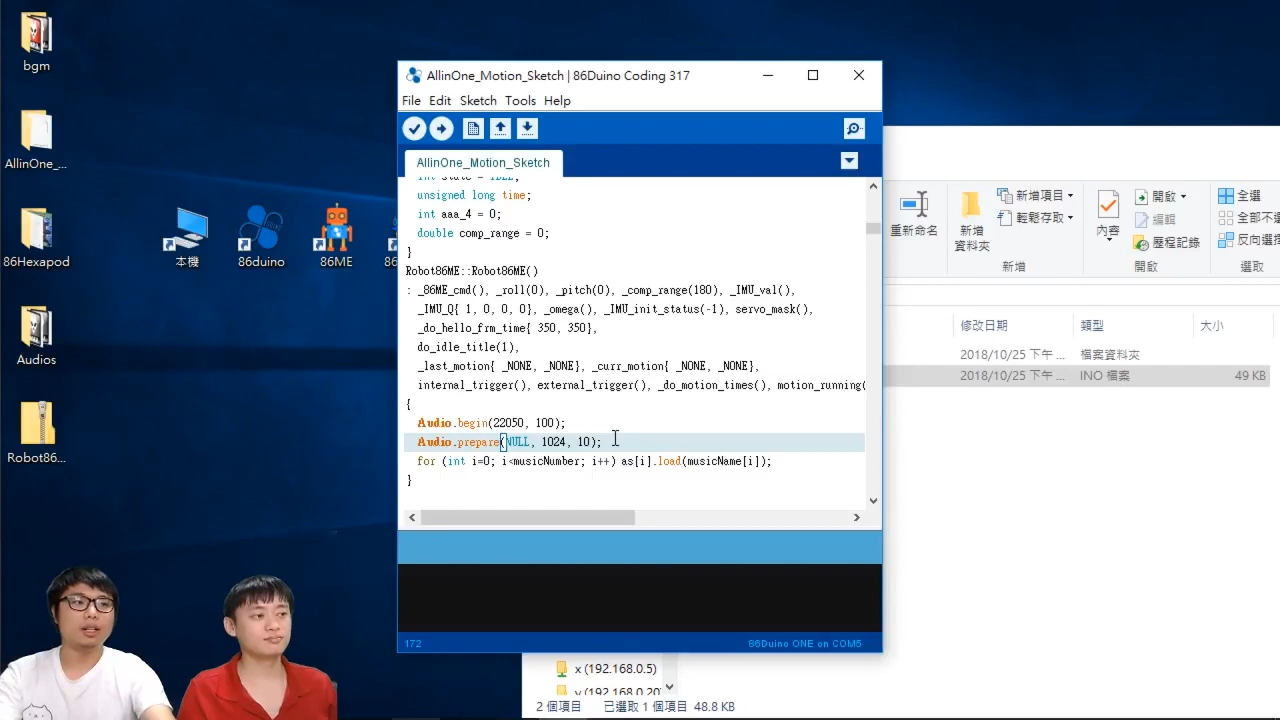 bgm
AllinOne_...
86Hexapod
Audios
Robot86...
本機
86duino
86ME
86
AllinOne_Motion_Sketch | 86Duino Coding 317
File Edit Sketch Tools Help
AllinOne_Motion_Sketch
int state = IDLE;
unsigned long time;
int aaa_4 = 0;
double comp_range = 0;
}
Robot86ME::Robot86ME()
: _86ME_cmd(), _roll(0), _pitch(0), _comp_range(180), _IMU_val(),
_IMU_Q{ 1, 0, 0, 0}, _omega(), _IMU_init_status(-1), servo_mask(),
_do_hello_frm_time{ 350, 350},
do_idle_title(1),
_last_motion{ _NONE, _NONE}, _curr_motion{ _NONE, _NONE},
internal_trigger(), external_trigger(), _do_motion_times(), motion_running(
{
Audio.begin(22050, 100);
Audio.prepare(NULL, 1024, 10);
for (int i=0; i<musicNumber; i++) as[i].load(musicName[i]);
}
172
86Duino ONE on COM5
重新命名
新增
資料夾
新增項目
輕鬆存取
新增
內容
開啟
編輯
歷程記錄
開啟
全選
全部不
反向選
選取
修改日期 類型 大小
2018/10/25 下午 ... 檔案資料夾
2018/10/25 下午 ... INO 檔案 49 KB
x (192.168.0.5)
y (192.168.0.20
2 個項目 已選取 1 個項目 48.8 KB